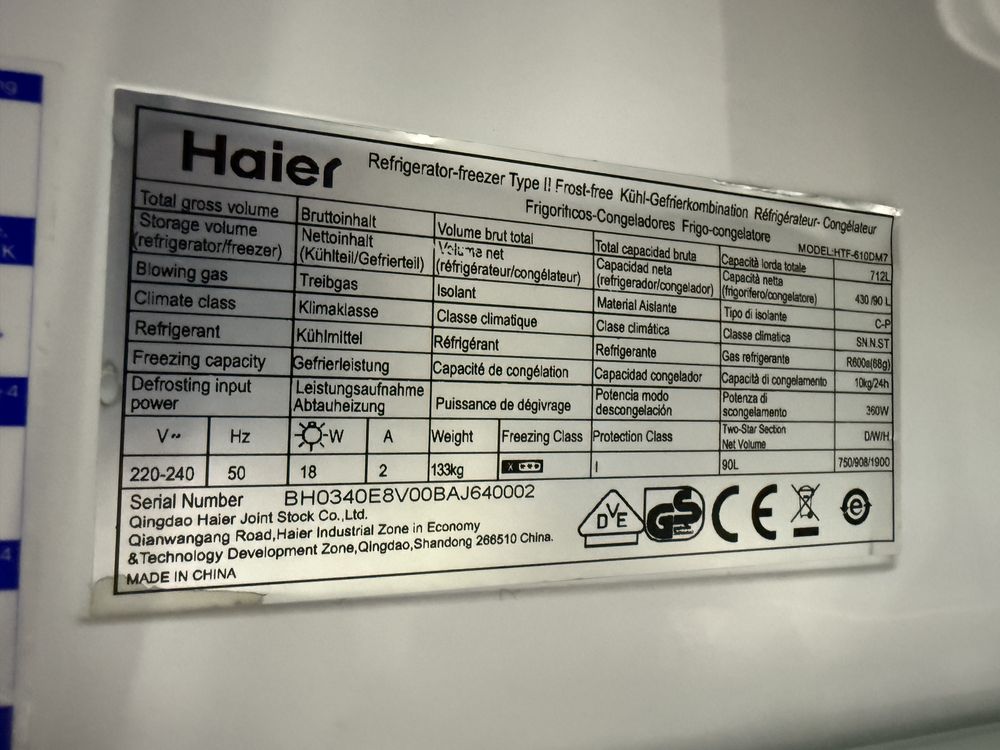 Haier Refrigerator-freezer Type II Frost-free Kühl-Gefrierkombination Réfrigérateur- Congélateur
Frigoríficos-Congeladores Frigo-congelatore
MODEL:HTF-610DM7
Total gross volume Bruttoinhalt Volume brut total Total capacidad bruta Capacità lorda totale 712L
Storage volume (refrigerator/freezer) Nettoinhalt (Kühlteil/Gefrierteil) Volume net (réfrigérateur/congélateur) Capacidad neta (refrigerador/congelador) Capacità netta (frigorifero/congelatore) 430/90 L
Blowing gas Treibgas Isolant Material Aislante Tipo di isolante C-P
Climate class Klimaklasse Classe climatique Clase climática Classe climatica SN.N.ST
Refrigerant Kühlmittel Réfrigérant Refrigerante Gas refrigerante R600a(68g)
Freezing capacity Gefrierleistung Capacité de congélation Capacidad congelador Capacità di congelamento 10kg/24h
Defrosting input power Leistungsaufnahme Abtauheizung Puissance de dégivrage Potencia modo descongelación Potenza di scongelamento 360W
V Hz W A Weight Freezing Class Protection Class Two-Star Section Net Volume D/W/H
220-240 50 18 2 133kg I 90L 750/908/1900
Serial Number BH0340E8V00BAJ640002
Qingdao Haier Joint Stock Co.,Ltd.
Qianwangang Road,Haier Industrial Zone in Economy
&Technology Development Zone,Qingdao,Shandong 266510 China.
MADE IN CHINA
DVE GS CE e
K